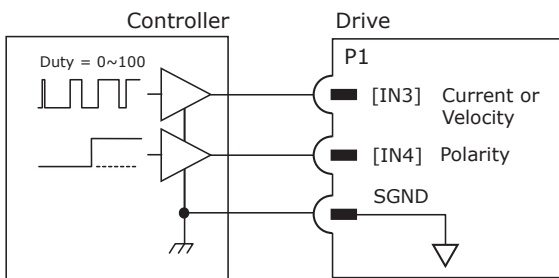 Controller
Drive
Duty = 0~100
P1
[IN3] Current or
Velocity
[IN4] Polarity
SGND